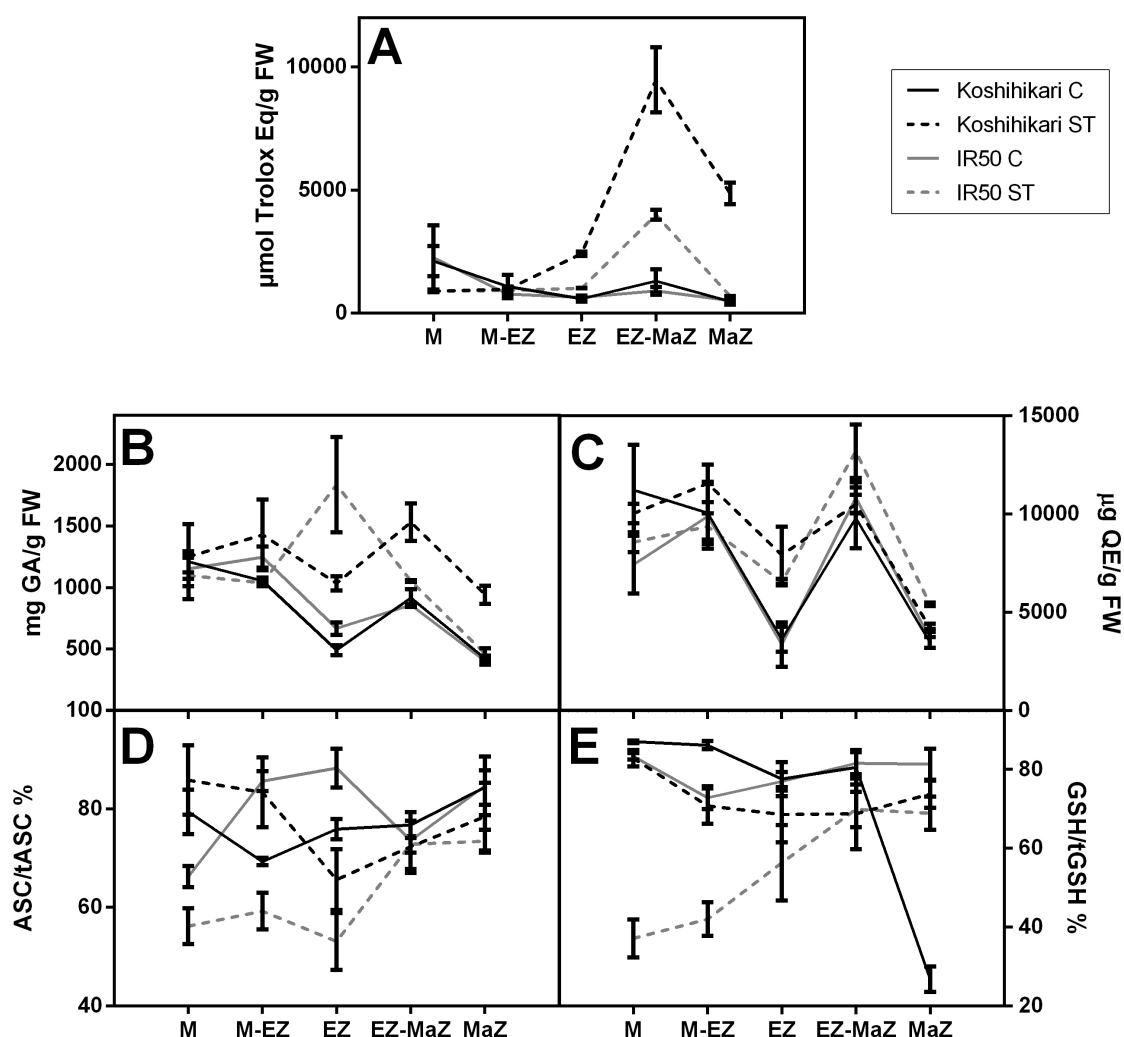 A
µmol Trolox Eq/g FW
10000
5000
0
M M-EZ EZ EZ-MaZ MaZ
Koshihikari C
Koshihikari ST
IR50 C
IR50 ST
B
mg GA/g FW
2000
1500
1000
500
100
C
15000
10000
5000
0
µg QE/g FW
D
ASC/tASC %
80
60
40
M M-EZ EZ EZ-MaZ MaZ
E
80
60
40
20
GSH/tGSH %
M M-EZ EZ EZ-MaZ MaZ